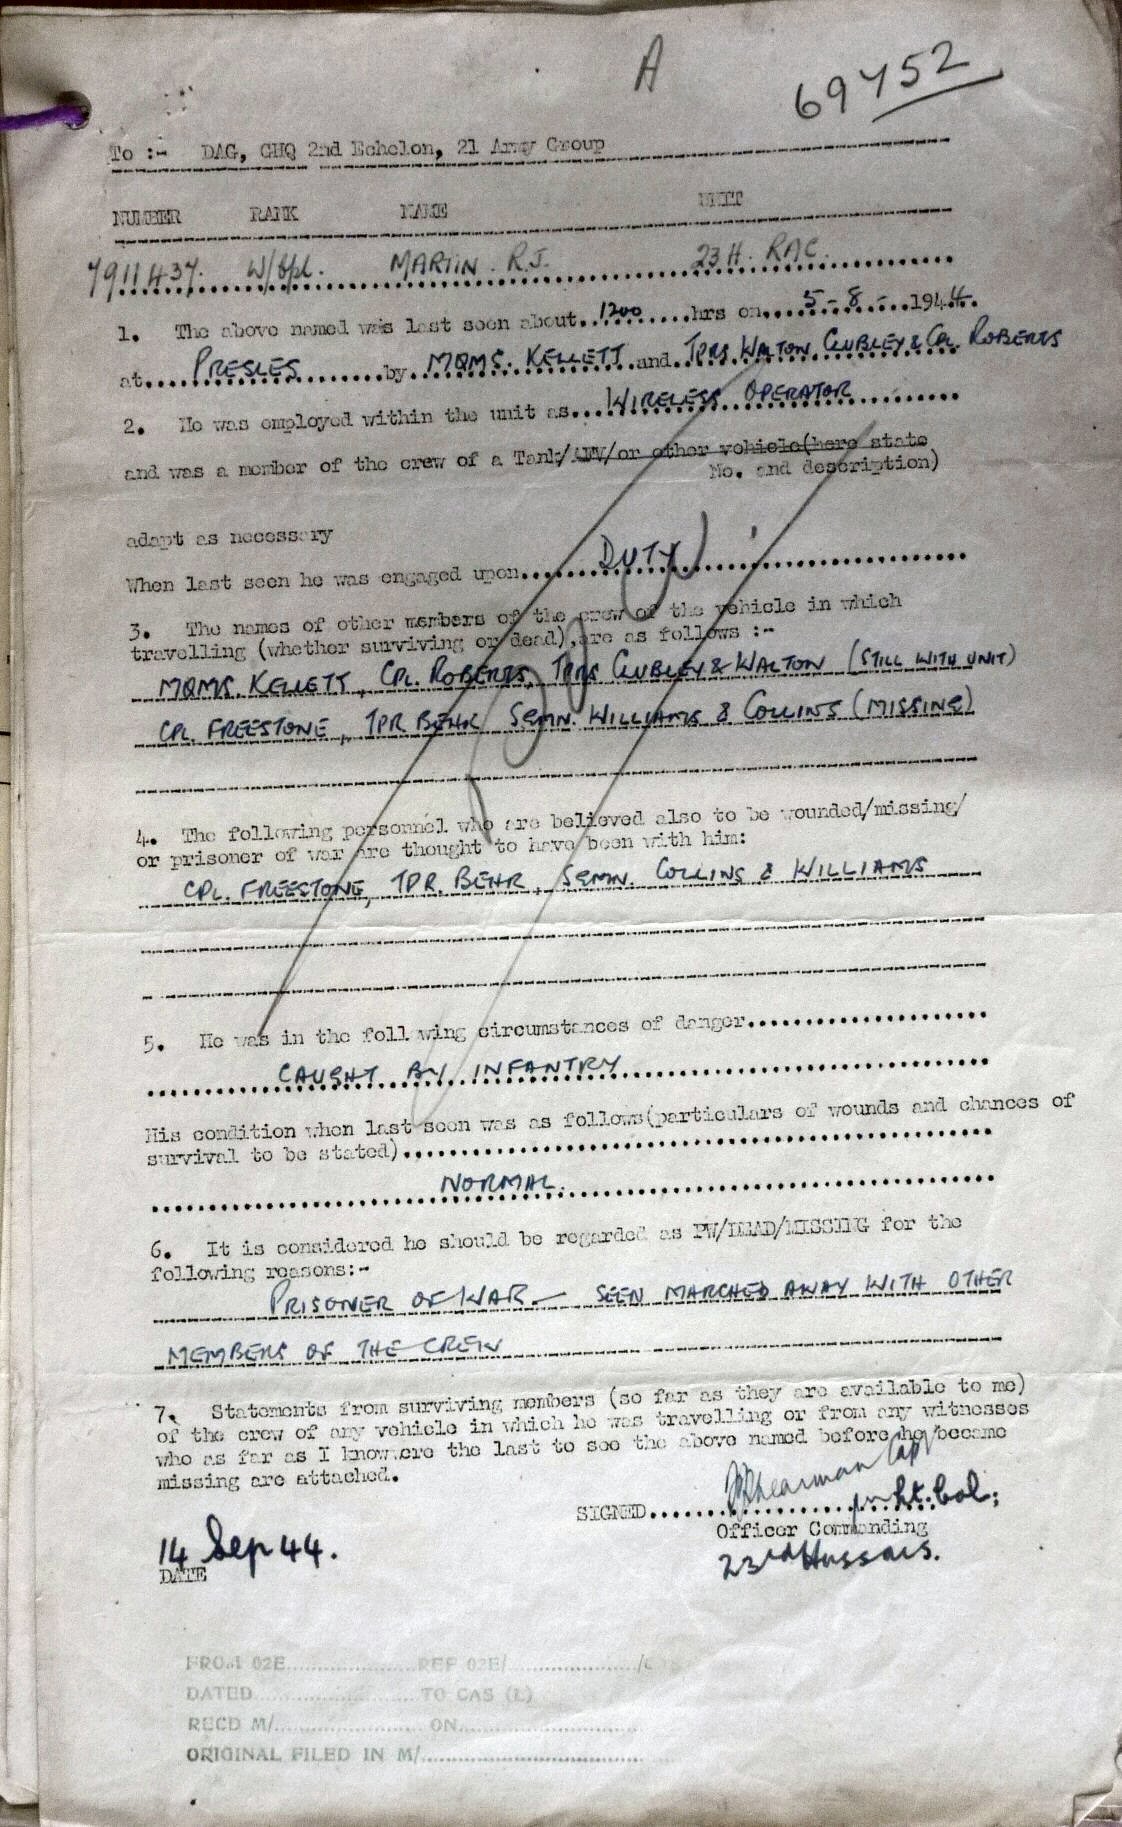 A
69752
To :- DAG, GHQ 2nd Echelon, 21 Army Group
NUMBER RANK NAME UNIT
7911437. W/Cpl. MARTIN. R.J. 23 H. RAC.
1. The above named was last seen about..1200.....hrs on....5-8-..1944.
at....PRESLES........by..MQMS. KELLETT.and.TPRS WALTON CLUBLEY & CPL. ROBERTS
2. He was employed within the unit as...WIRELESS OPERATOR..........
and was a member of the crew of a Tank/AFV/or other vehicle(here state
No. and description)
adapt as necessary
When last seen he was engaged upon......DUTY....................
3. The names of other members of the crew of the vehicle in which
travelling (whether surviving or dead),are as follows :-
MQMS. KELLETT, CPL. ROBERTS, TPRS CLUBLEY & WALTON (STILL WITH UNIT)
CPL. FREESTONE, TPR BEHR, SGMN. WILLIAMS & COLLINS (MISSING)
4. The following personnel who are believed also to be wounded/missing/
or prisoner of war are thought to have been with him:
CPL. FREESTONE, TPR. BEHR, SGMN. COLLINS & WILLIAMS
5. He was in the foll wing circumstances of danger.....................
CAUGHT BY INFANTRY
His condition when last seen was as follows(particulars of wounds and chances of
survival to be stated)..........................................
NORMAL.
6. It is considered he should be regarded as PW/DEAD/MISSING for the
following reasons:-
PRISONER OF WAR — SEEN MARCHED AWAY WITH OTHER
MEMBERS OF THE CREW
7. Statements from surviving members (so far as they are available to me)
of the crew of any vehicle in which he was travelling or from any witnesses
who as far as I know,ere the last to see the above named before he became
missing are attached.
SIGNED.................. Capt Lt. Col;
Officer Commanding
23rd Hussars.
14 Sep 44.
DATE
FROM 02E....................REF 02E/....................
DATED.........................TO CAS (L)
RECD M/.......................ON...........................
ORIGINAL FILED IN M/...................................